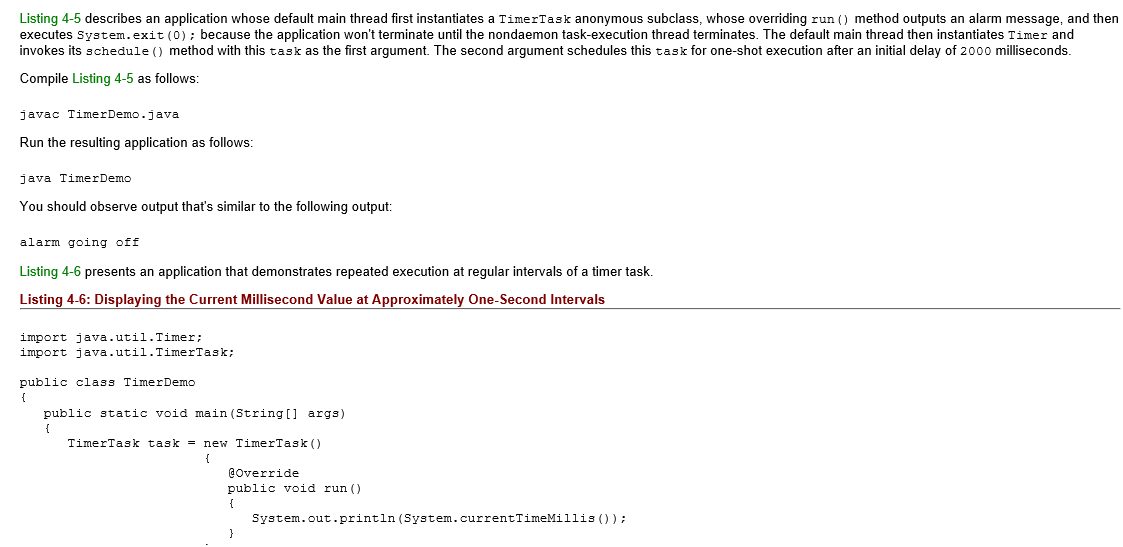 Listing 4-5 describes an application whose default main thread first instantiates a TimerTask anonymous subclass, whose overriding run() method outputs an alarm message, and then
executes System.exit(0); because the application won't terminate until the nondaemon task-execution thread terminates. The default main thread then instantiates Timer and
invokes its schedule() method with this task as the first argument. The second argument schedules this task for one-shot execution after an initial delay of 2000 milliseconds.
Compile Listing 4-5 as follows:
javac TimerDemo.java
Run the resulting application as follows:
java TimerDemo
You should observe output that's similar to the following output:
alarm going off
Listing 4-6 presents an application that demonstrates repeated execution at regular intervals of a timer task.
Listing 4-6: Displaying the Current Millisecond Value at Approximately One-Second Intervals
import java.util.Timer;
import java.util.TimerTask;
public class TimerDemo
{
public static void main(String[] args)
{
TimerTask task = new TimerTask()
{
@Override
public void run()
{
System.out.println(System.currentTimeMillis());
}